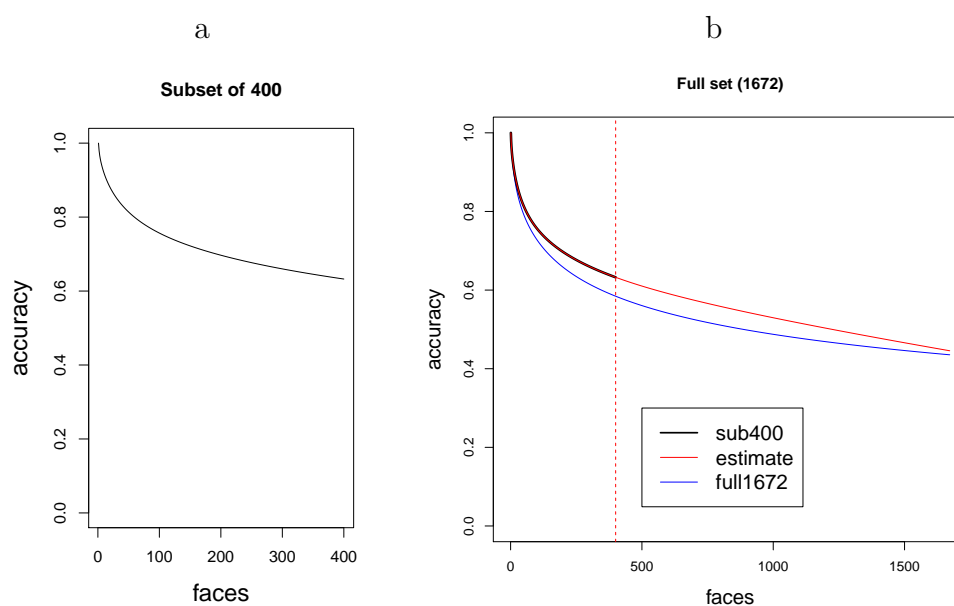 a
Subset of 400
1.0
0.8
0.6
0.4
0.2
0.0
accuracy
0 100 200 300 400
faces
b
Full set (1672)
1.0
0.8
0.6
0.4
0.2
0.0
accuracy
sub400
estimate
full1672
0 500 1000 1500
faces